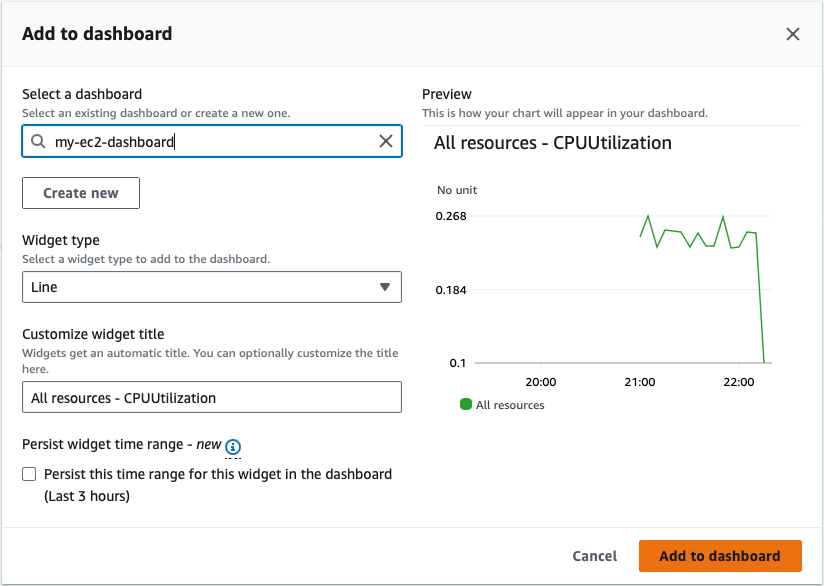 Add to dashboard
Select a dashboard
Select an existing dashboard or create a new one.
my-ec2-dashboard
Create new
Widget type
Select a widget type to add to the dashboard.
Line
Customize widget title
Widgets get an automatic title. You can optionally customize the title
here.
All resources - CPUUtilization
Persist widget time range - new
Persist this time range for this widget in the dashboard
(Last 3 hours)
Preview
This is how your chart will appear in your dashboard.
All resources - CPUUtilization
No unit
0.268
0.184
0.1
20:00 21:00 22:00
All resources
Cancel
Add to dashboard